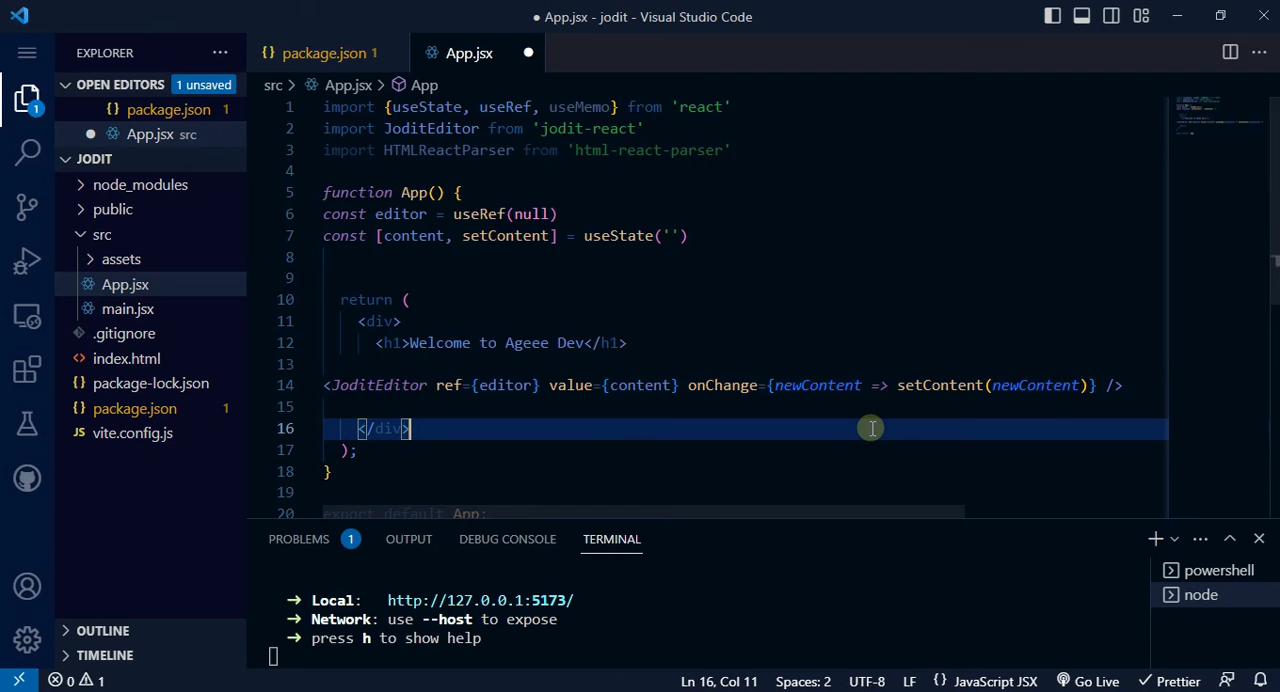 ● App.jsx - jodit - Visual Studio Code
EXPLORER
{} package.json 1
App.jsx ●
OPEN EDITORS 1 unsaved
src > App.jsx > App
{} package.json 1
● App.jsx src
JODIT
node_modules
public
src
assets
App.jsx
main.jsx
.gitignore
<> index.html
{} package-lock.json
{} package.json 1
JS vite.config.js
OUTLINE
TIMELINE
1
1 import {useState, useRef, useMemo} from 'react'
2 import JoditEditor from 'jodit-react'
3 import HTMLReactParser from 'html-react-parser'
4
5 function App() {
6 const editor = useRef(null)
7 const [content, setContent] = useState('')
8
9
10 return (
11 <div>
12 <h1>Welcome to Ageee Dev</h1>
13
14 <JoditEditor ref={editor} value={content} onChange={newContent => setContent(newContent)} />
15
16 </div>
17 );
18 }
19
20 export default App;
PROBLEMS 1 OUTPUT DEBUG CONSOLE TERMINAL
➜ Local: http://127.0.0.1:5173/
➜ Network: use --host to expose
➜ press h to show help
powershell
node
0 1 Ln 16, Col 11 Spaces: 2 UTF-8 LF {} JavaScript JSX Go Live Prettier